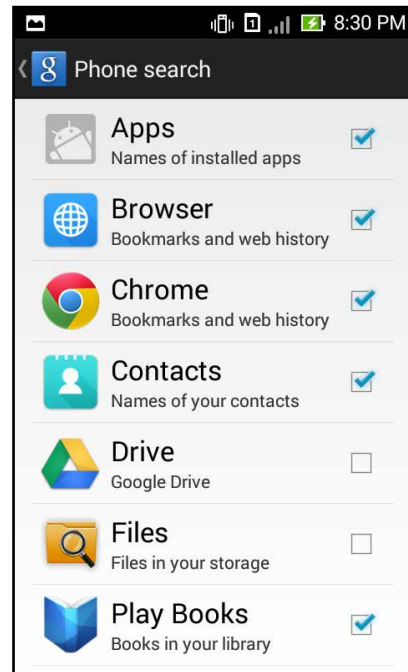 1 8:30 PM
g Phone search
Apps
Names of installed apps
Browser
Bookmarks and web history
Chrome
Bookmarks and web history
Contacts
Names of your contacts
Drive
Google Drive
Files
Files in your storage
Play Books
Books in your library